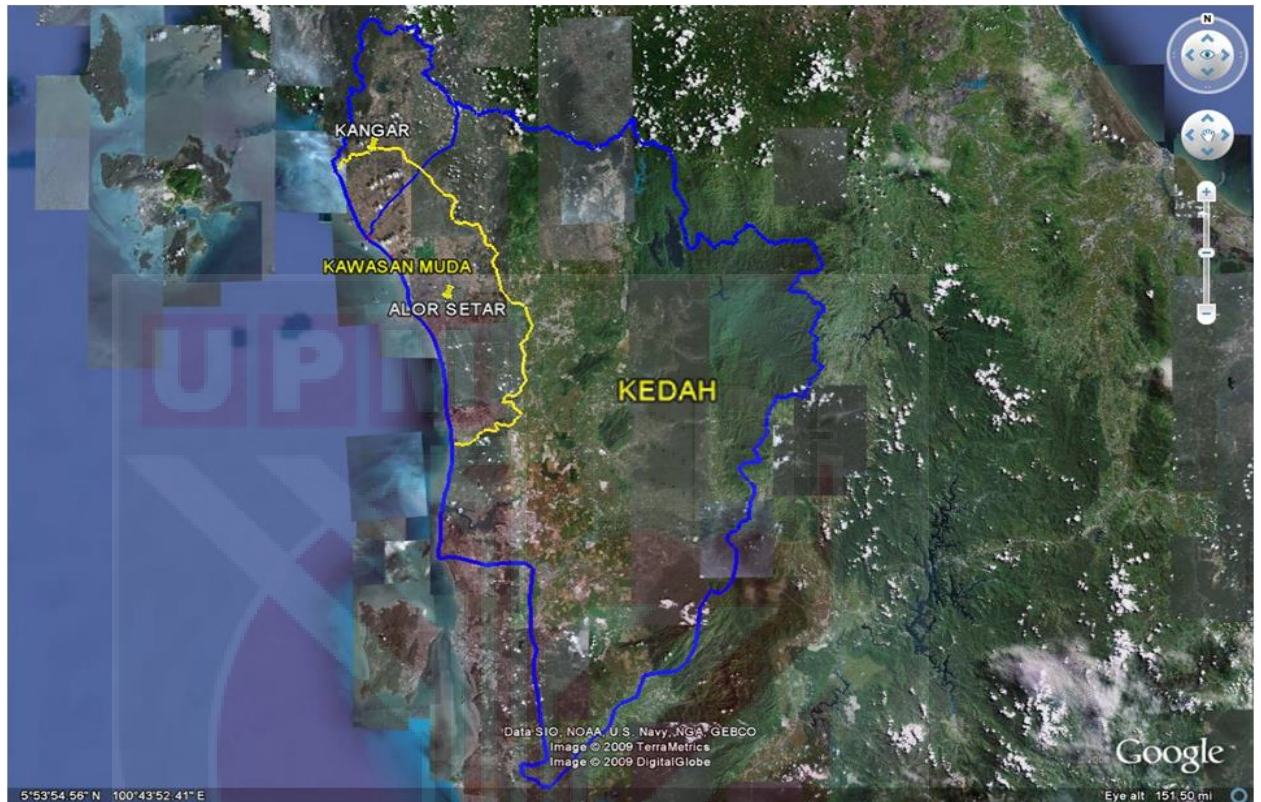 N
KANGAR
KAWASAN MUDA
ALOR SETAR
UPM
KEDAH
Data SIO, NOAA, U.S. Navy, NGA, GEBCO
Image © 2009 TerraMetrics
Image © 2009 DigitalGlobe
Google
5°53'54.56" N 100°43'52.41" E
Eye alt 151.50 mi